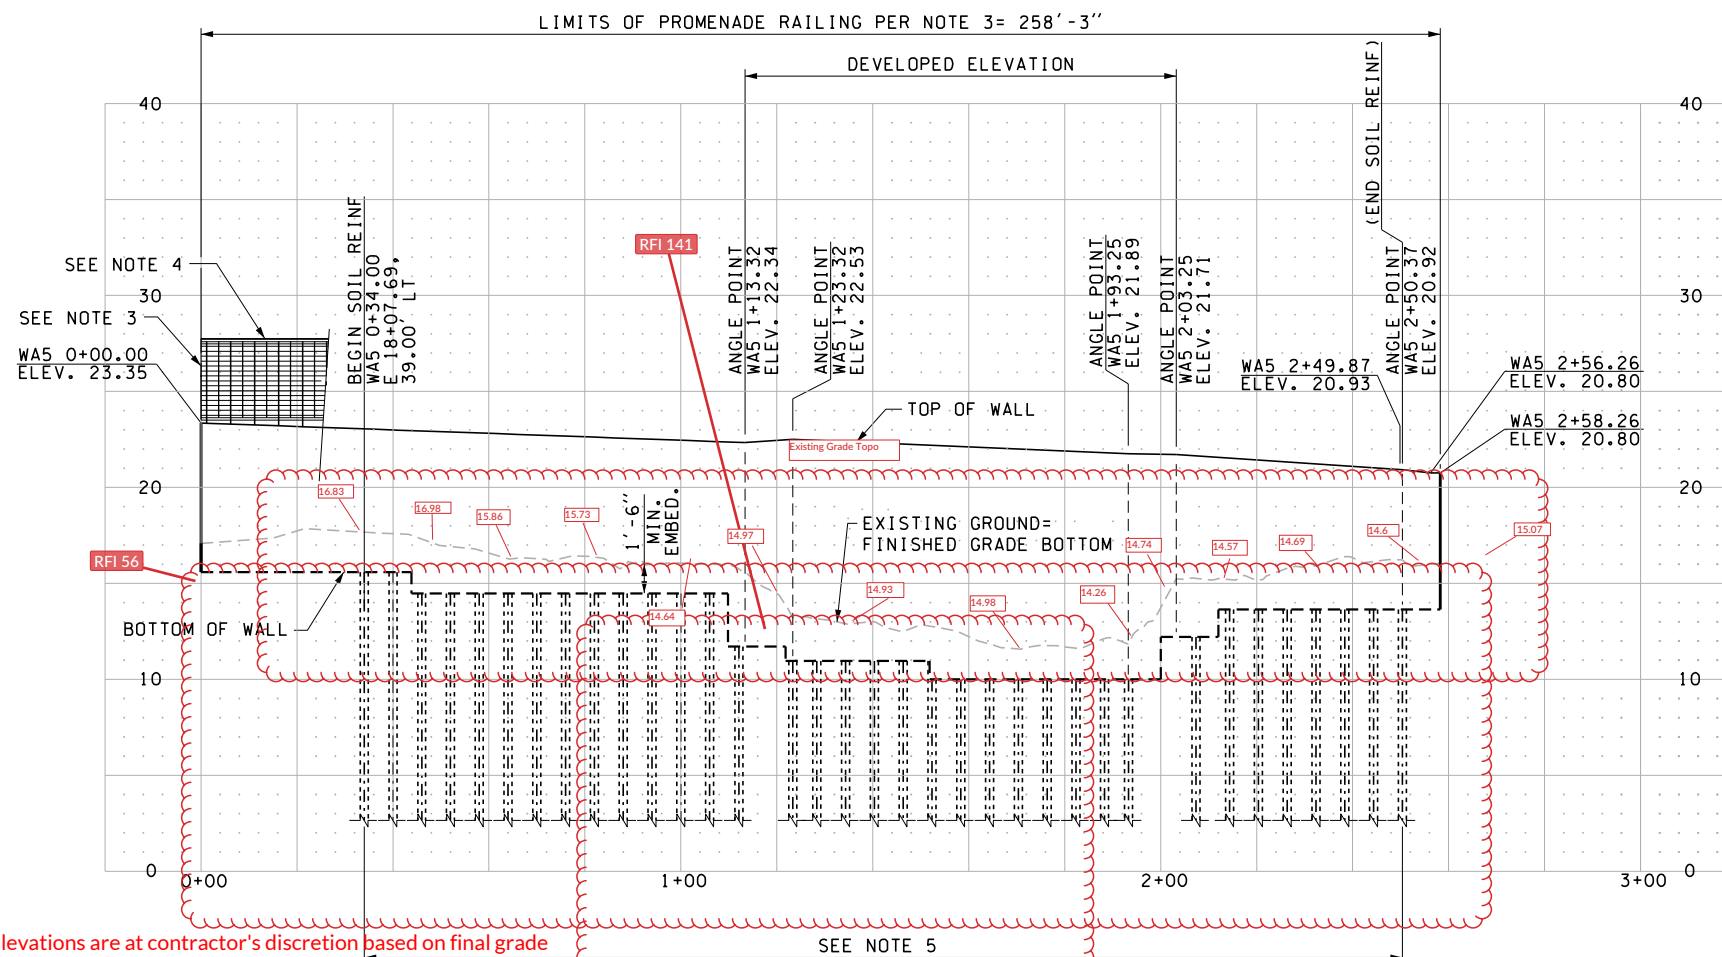 LIMITS OF PROMENADE RAILING PER NOTE 3= 258'-3"
DEVELOPED ELEVATION
(END SOIL REINF)
40
40
SEE NOTE 4
30
SEE NOTE 3
WA5 0+00.00
ELEV. 23.35
BEGIN SOIL REINF
WA5 0+34.00
E 18+07.69,
39.00' LT
RFI 141
ANGLE POINT
WA5 1+13.32
ELEV. 22.34
ANGLE POINT
WA5 1+23.32
ELEV. 22.53
ANGLE POINT
WA5 1+93.25
ELEV. 21.89
ANGLE POINT
WA5 2+03.25
ELEV. 21.71
ANGLE POINT
WA5 2+50.37
ELEV. 20.92
30
WA5 2+49.87
ELEV. 20.93
WA5 2+56.26
ELEV. 20.80
WA5 2+58.26
ELEV. 20.80
TOP OF WALL
Existing Grade Topo
20
20
16.83
16.98
15.86
15.73
1'-6"
MIN.
EMBED.
14.97
EXISTING GROUND=
FINISHED GRADE BOTTOM
14.74
14.57
14.69
14.6
15.07
RFI 56
14.64
14.93
14.98
14.26
BOTTOM OF WALL
10
10
0
0
0+00
1+00
2+00
3+00
levations are at contractor's discretion based on final grade
SEE NOTE 5